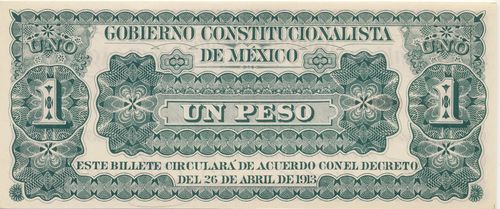 GOBIERNO CONSTITUCIONALISTA
DE MÉXICO
UNO
UNO
1
UN PESO
1
ESTE BILLETE CIRCULARÁ DE ACUERDO CON EL DECRETO
DEL 26 DE ABRIL DE 1913.